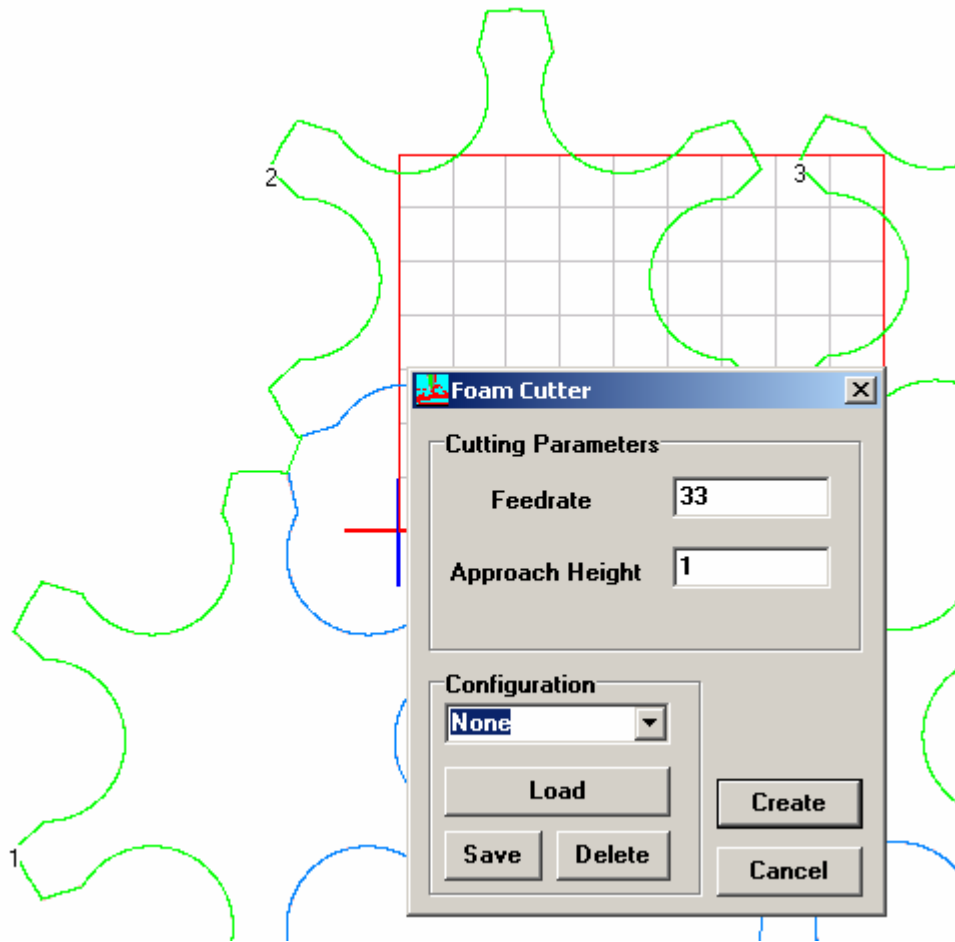 2
3
Foam Cutter
Cutting Parameters
Feedrate 33
Approach Height 1
Configuration
None
Load
Create
Save Delete
1
Cancel